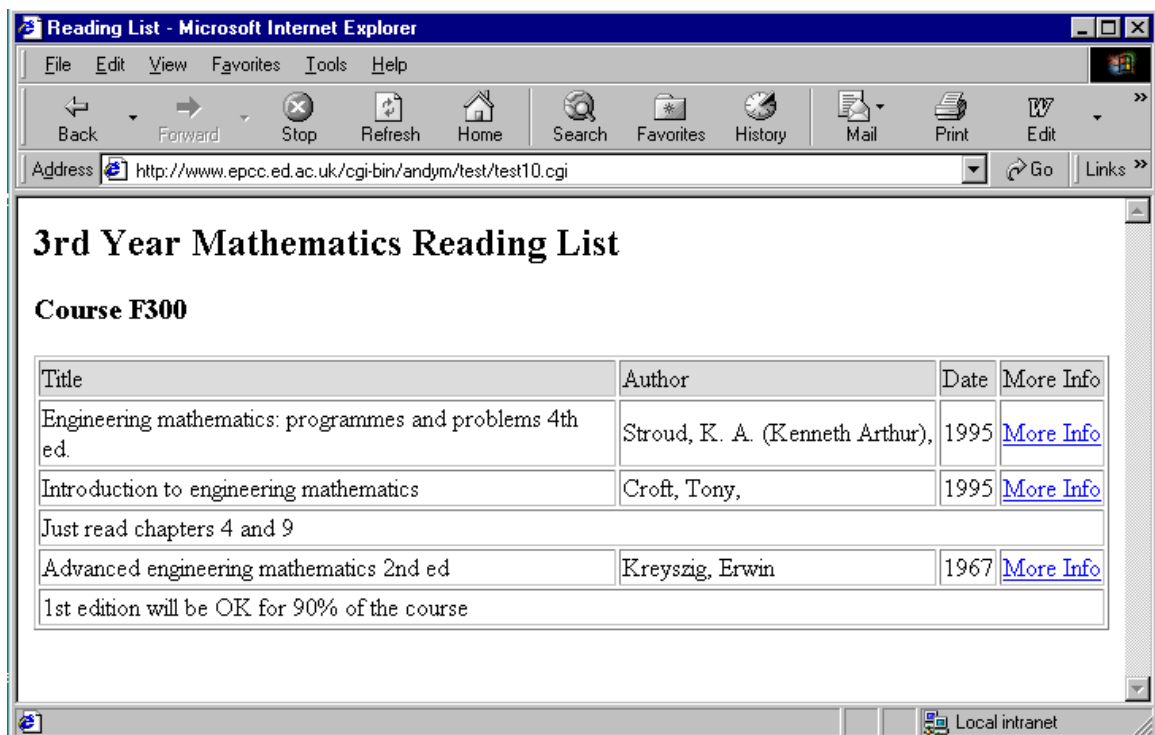 Reading List - Microsoft Internet Explorer
File Edit View Favorites Tools Help
Back Forward Stop Refresh Home Search Favorites History Mail Print Edit »
Address http://www.epcc.ed.ac.uk/cgi-bin/andym/test/test10.cgi Go Links »
3rd Year Mathematics Reading List
Course F300
Title Author Date More Info
Engineering mathematics: programmes and problems 4th
ed. Stroud, K. A. (Kenneth Arthur), 1995 More Info
Introduction to engineering mathematics Croft, Tony, 1995 More Info
Just read chapters 4 and 9
Advanced engineering mathematics 2nd ed Kreyszig, Erwin 1967 More Info
1st edition will be OK for 90% of the course
Local intranet